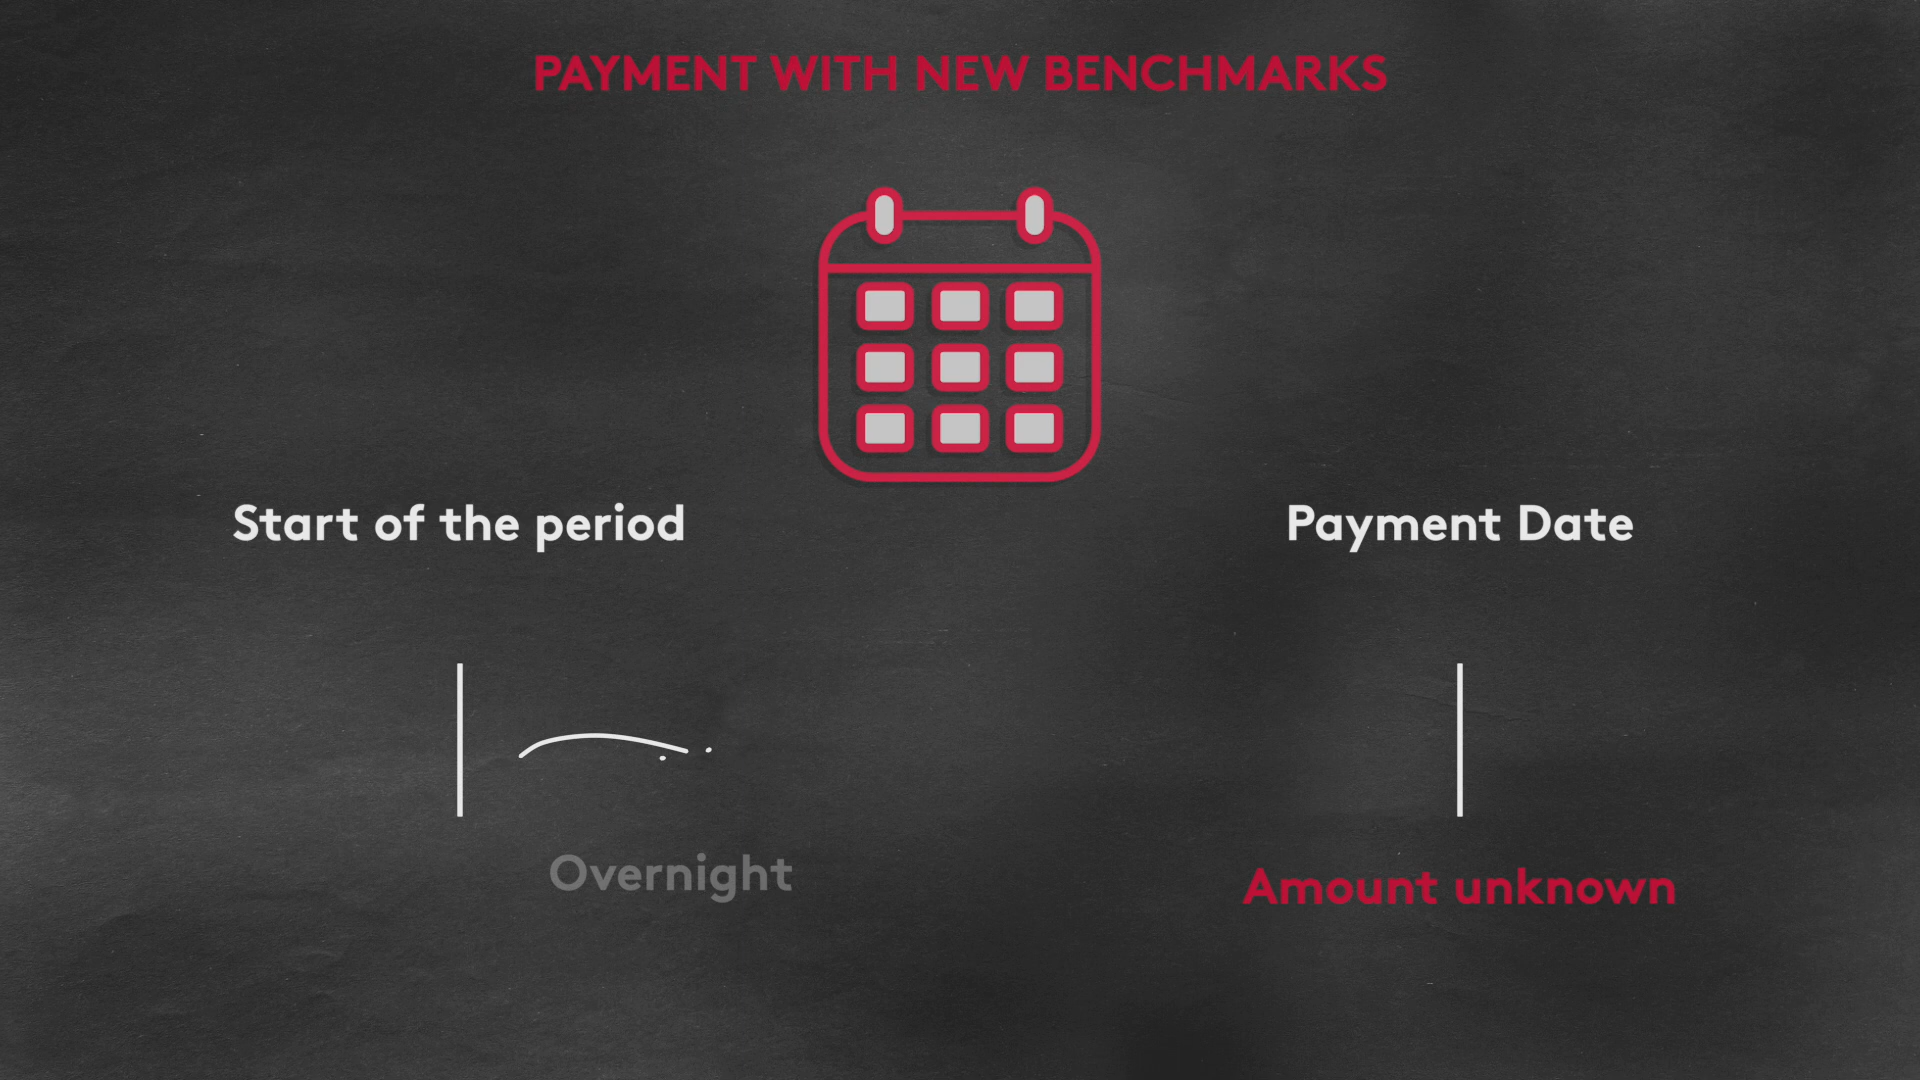 PAYMENT WITH NEW BENCHMARKS
Start of the period
Payment Date
Overnight
Amount unknown